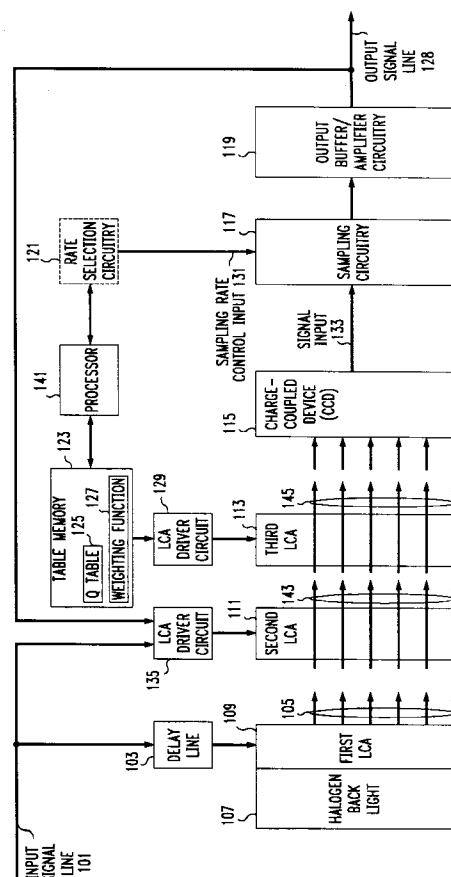 INPUT
SIGNAL
LINE 101
DELAY
LINE
103
107
HALOGEN
BACK
LIGHT
109
FIRST LCA
105
135
LCA
DRIVER
CIRCUIT
111
SECOND LCA
143
123
TABLE MEMORY
125
Q TABLE
127
WEIGHTING FUNCTION
129
LCA
DRIVER
CIRCUIT
113
THIRD LCA
145
141
PROCESSOR
121
RATE
SELECTION
CIRCUITRY
SAMPLING RATE
CONTROL INPUT 131
115
CHARGE-
COUPLED
DEVICE
(CCD)
SIGNAL
INPUT
133
117
SAMPLING
CIRCUITRY
119
OUTPUT
BUFFER/
AMPLIFIER
CIRCUITRY
OUTPUT
SIGNAL
LINE
128